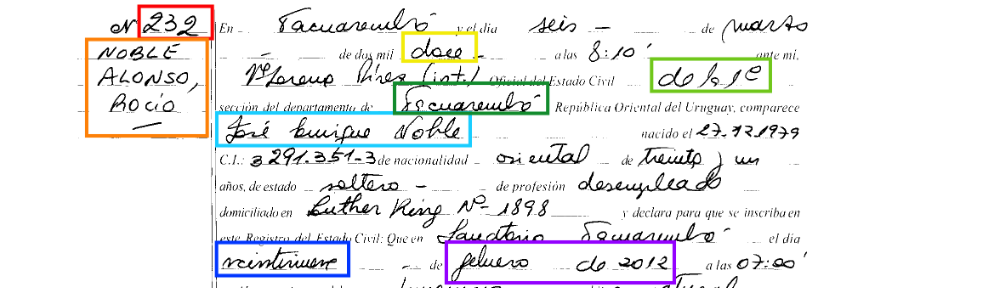 Nº 232 En Tacuarembó y el día seis - de marzo
NOBLE - de dos mil doce - a las 8:10' ante mí,
ALONSO, Mª Lorena Pírez (int.) Oficial del Estado Civil de la 1ª
ROCÍO sección del departamento de Tacuarembó República Oriental del Uruguay, comparece
José Enrique Noble nacido el 27.12.1979
C.I.: 3291.351-3 de nacionalidad oriental de treinta y un
años, de estado soltero - de profesión desempleado
domiciliado en Luther King Nº 1898 y declara para que se inscriba en
este Registro del Estado Civil: Que en Sanatorio Tacuarembó el día
veintinueve - de febrero de 2012 a las 07:00'